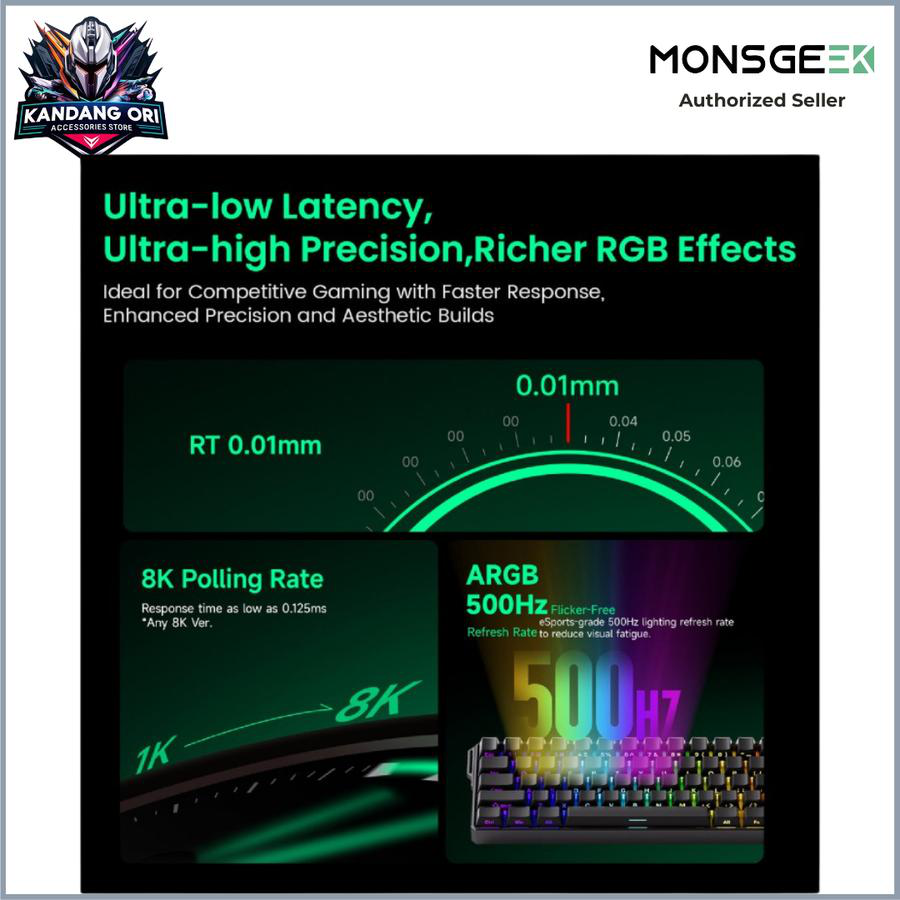 KANDANG ORI
ACCESSORIES STORE
MONSGEEK
Authorized Seller
Ultra-low Latency,
Ultra-high Precision,Richer RGB Effects
Ideal for Competitive Gaming with Faster Response,
Enhanced Precision and Aesthetic Builds
0.01mm
RT 0.01mm
00
00
00
00
0.04
0.05
0.06
8K Polling Rate
Response time as low as 0.125ms
*Any 8K Ver.
1K
8K
ARGB
500Hz Flicker-Free
eSports-grade 500Hz lighting refresh rate
Refresh Rate to reduce visual fatigue.
500HZ